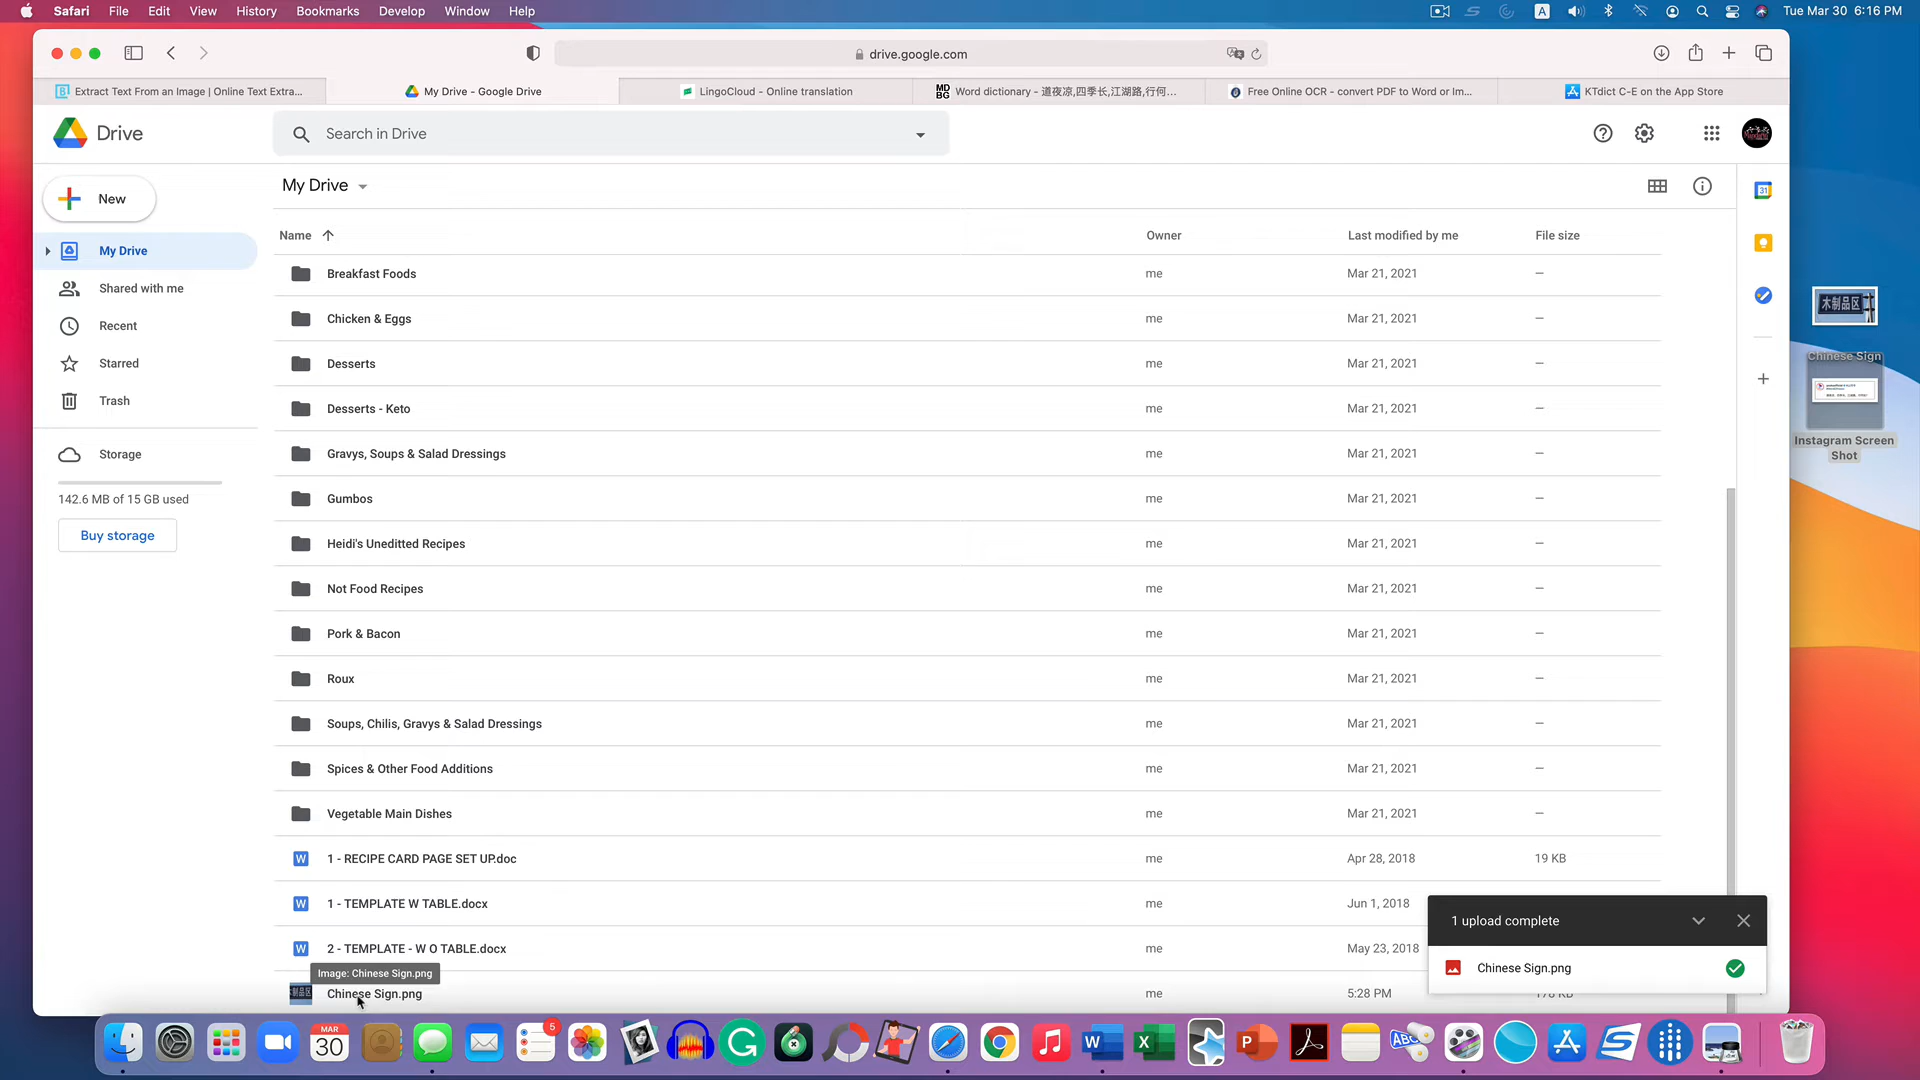 Safari File Edit View History Bookmarks Develop Window Help
A
Tue Mar 30 6:16 PM
drive.google.com
Extract Text From an Image | Online Text Extra...
My Drive - Google Drive
LingoCloud - Online translation
MD BG Word dictionary - 道夜凉,四季长,江湖路,行何...
Free Online OCR - convert PDF to Word or Im...
KTdict C-E on the App Store
Drive
Search in Drive
New
My Drive
Shared with me
Recent
Starred
Trash
Storage
142.6 MB of 15 GB used
Buy storage
My Drive
Name Owner Last modified by me File size
Breakfast Foods me Mar 21, 2021 –
Chicken & Eggs me Mar 21, 2021 –
Desserts me Mar 21, 2021 –
Desserts - Keto me Mar 21, 2021 –
Gravys, Soups & Salad Dressings me Mar 21, 2021 –
Gumbos me Mar 21, 2021 –
Heidi's Uneditted Recipes me Mar 21, 2021 –
Not Food Recipes me Mar 21, 2021 –
Pork & Bacon me Mar 21, 2021 –
Roux me Mar 21, 2021 –
Soups, Chilis, Gravys & Salad Dressings me Mar 21, 2021 –
Spices & Other Food Additions me Mar 21, 2021 –
Vegetable Main Dishes me Mar 21, 2021 –
1 - RECIPE CARD PAGE SET UP.doc me Apr 28, 2018 19 KB
1 - TEMPLATE W TABLE.docx me Jun 1, 2018
2 - TEMPLATE - W O TABLE.docx me May 23, 2018
Image: Chinese Sign.png
Chinese Sign.png me 5:28 PM 178 KB
1 upload complete
Chinese Sign.png
31
木制品区
Chinese Sign
Instagram Screen
Shot
MAR
30
5
W
X
P
ABC